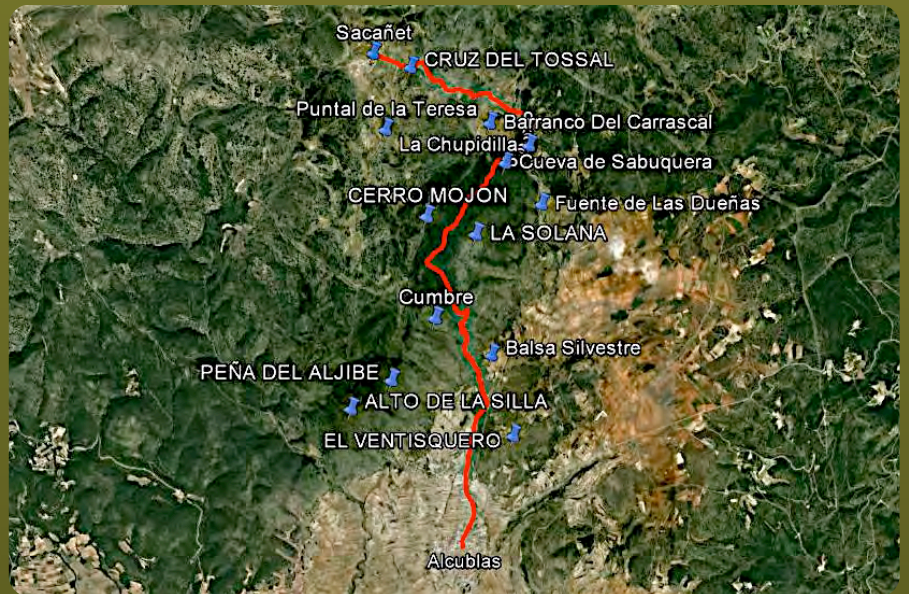 Sacañet
CRUZ DEL TOSSAL
Puntal de la Teresa
Barranco Del Carrascal
La Chupidilla
Cueva de Sabuquera
CERRO MOJON
Fuente de Las Dueñas
LA SOLANA
Cumbre
Balsa Silvestre
PEÑA DEL ALJIBE
ALTO DE LA SILLA
EL VENTISQUERO
Alcublas